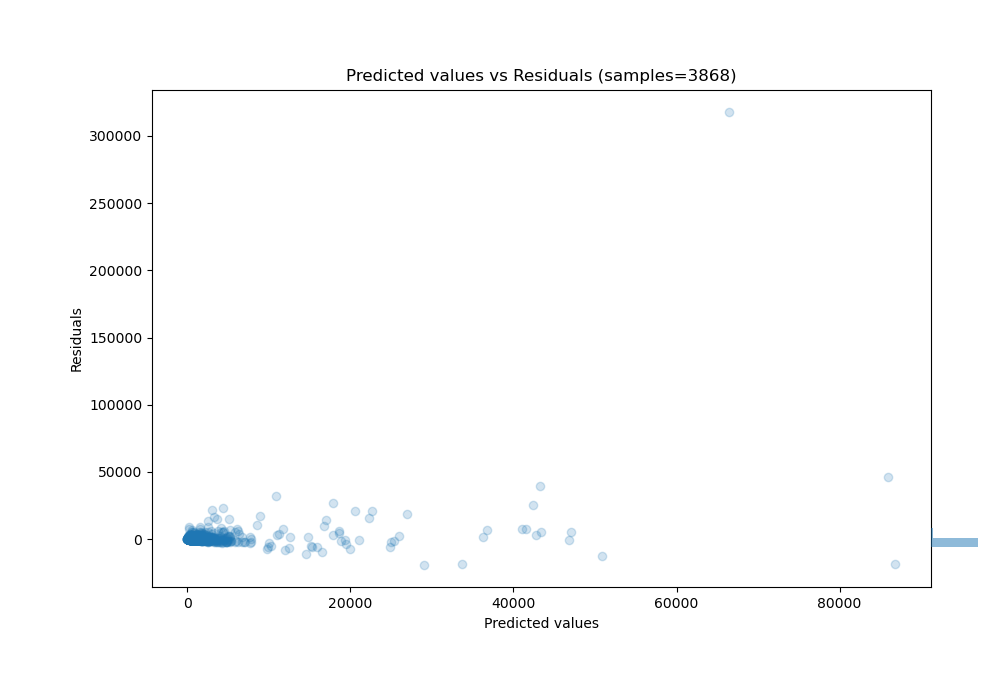 Predicted values vs Residuals (samples=3868)
300000
250000
200000
150000
100000
50000
0
Residuals
0 20000 40000 60000 80000
Predicted values